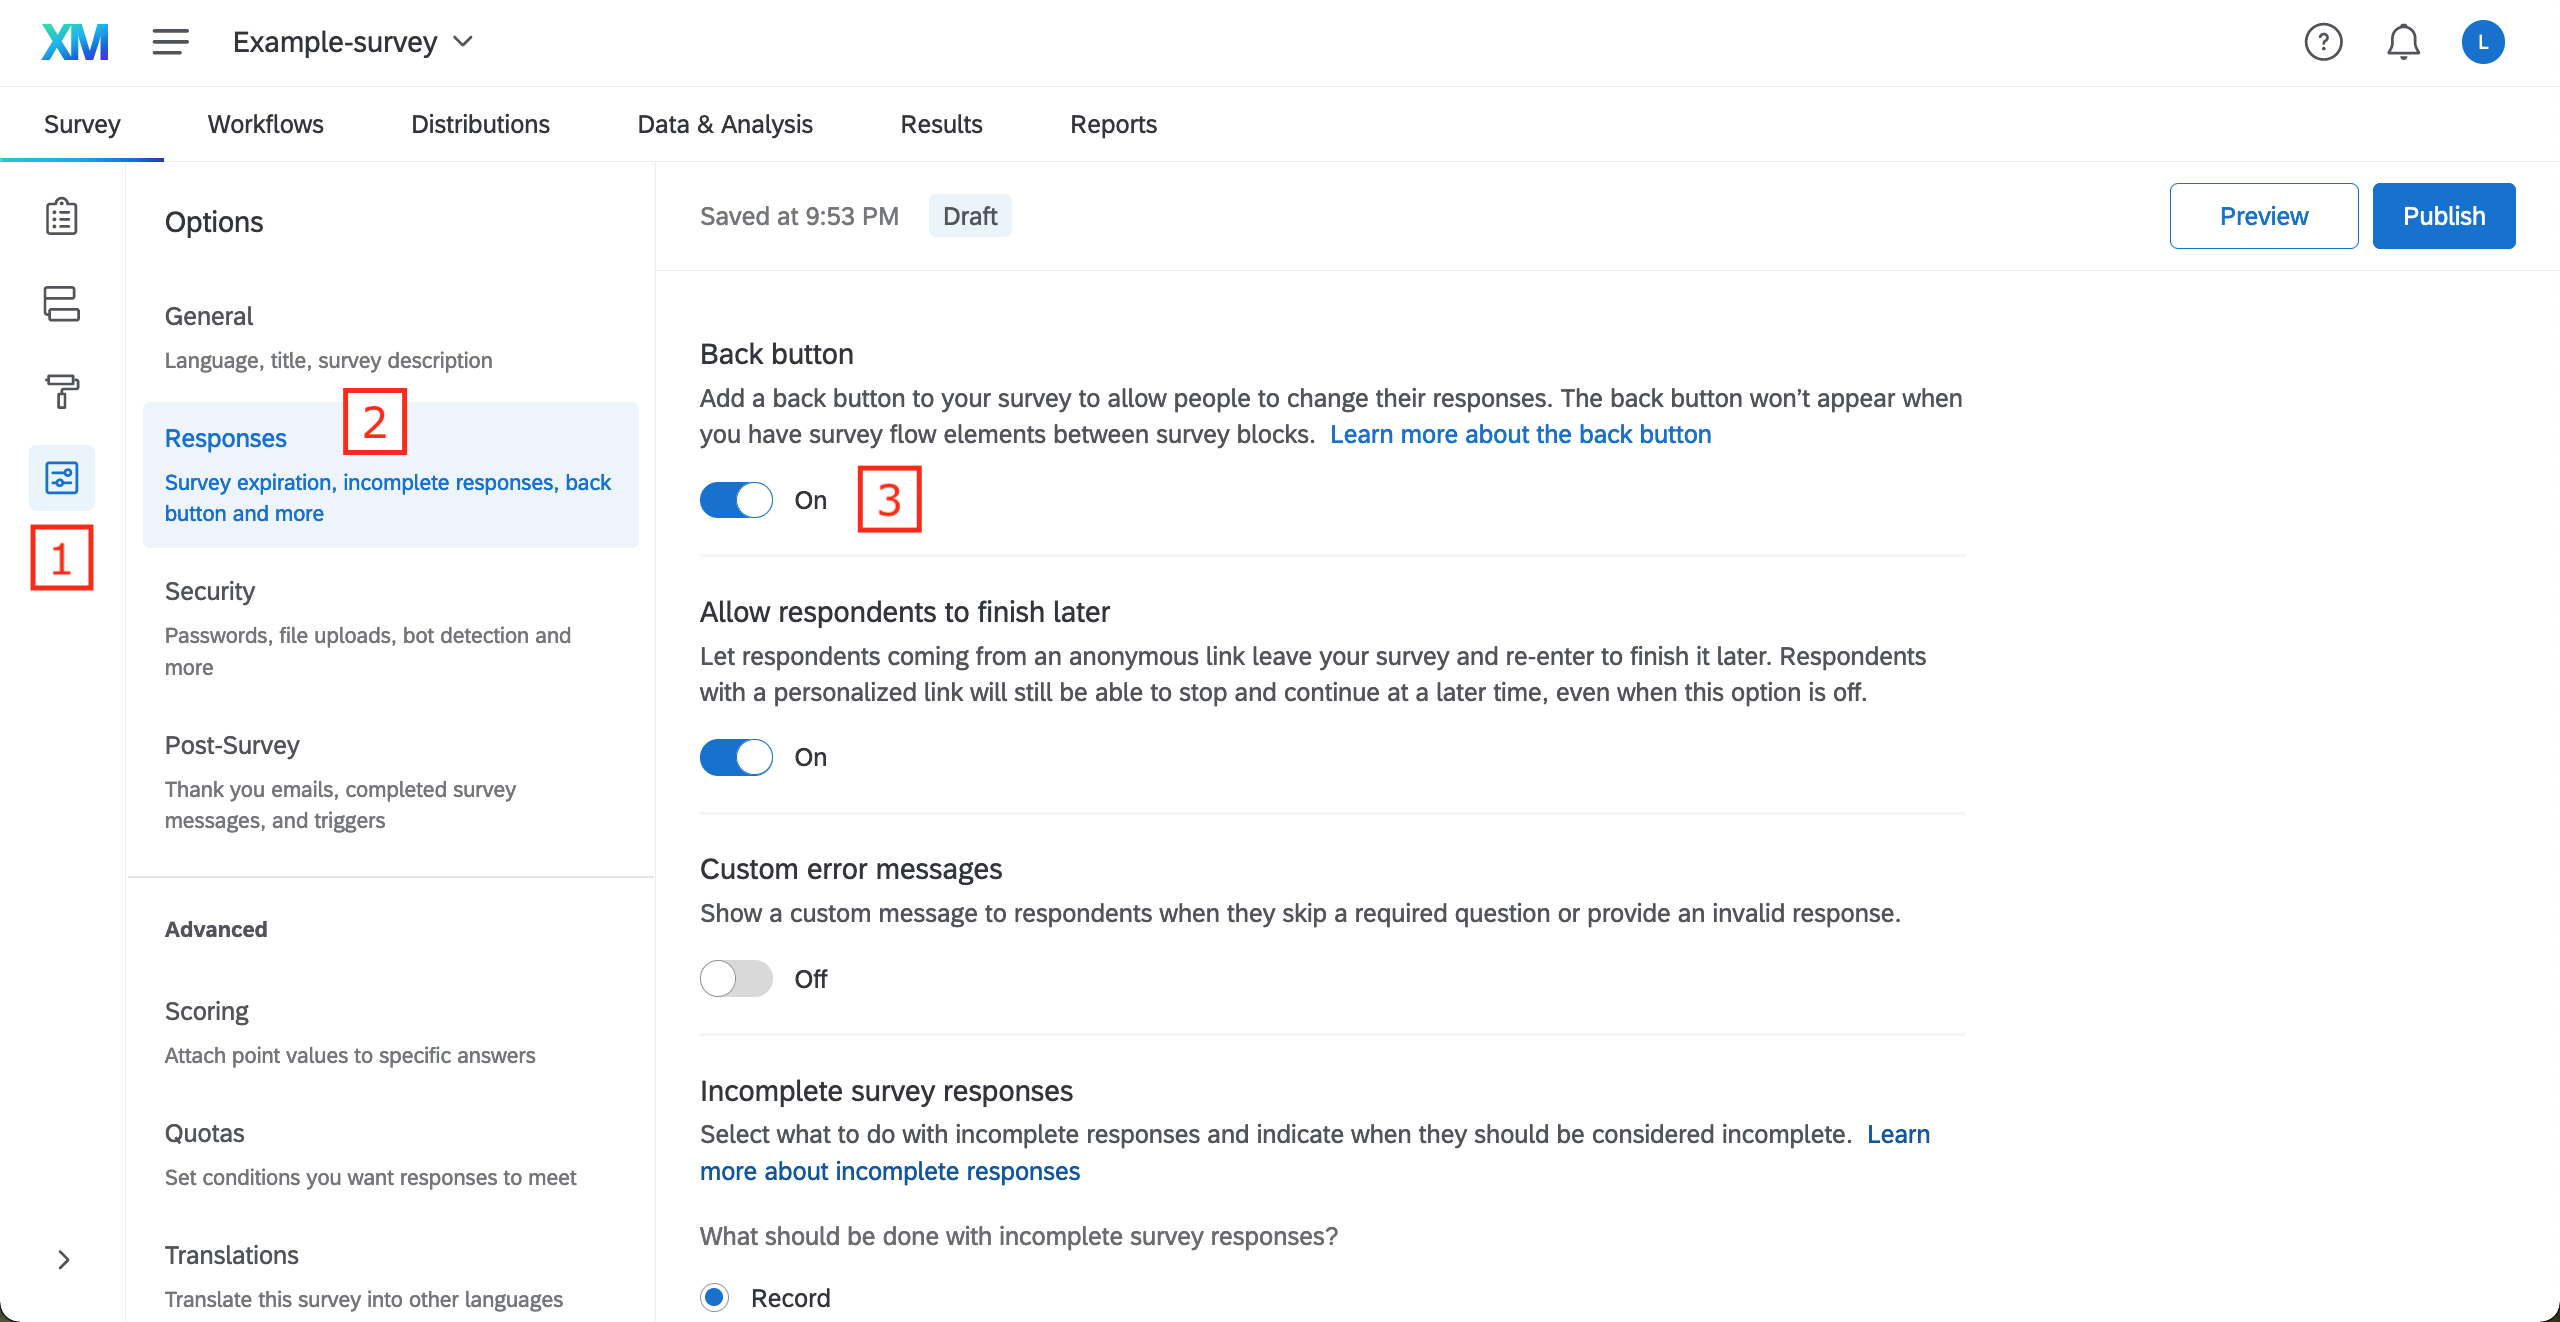 XM Example-survey ? L
Survey Workflows Distributions Data & Analysis Results Reports
Options
General
Language, title, survey description
Responses 2
Survey expiration, incomplete responses, back
button and more
1
Security
Passwords, file uploads, bot detection and
more
Post-Survey
Thank you emails, completed survey
messages, and triggers
Advanced
Scoring
Attach point values to specific answers
Quotas
Set conditions you want responses to meet
Translations
Translate this survey into other languages
Saved at 9:53 PM Draft Preview Publish
Back button
Add a back button to your survey to allow people to change their responses. The back button won’t appear when
you have survey flow elements between survey blocks. Learn more about the back button
On 3
Allow respondents to finish later
Let respondents coming from an anonymous link leave your survey and re-enter to finish it later. Respondents
with a personalized link will still be able to stop and continue at a later time, even when this option is off.
On
Custom error messages
Show a custom message to respondents when they skip a required question or provide an invalid response.
Off
Incomplete survey responses
Select what to do with incomplete responses and indicate when they should be considered incomplete. Learn
more about incomplete responses
What should be done with incomplete survey responses?
Record